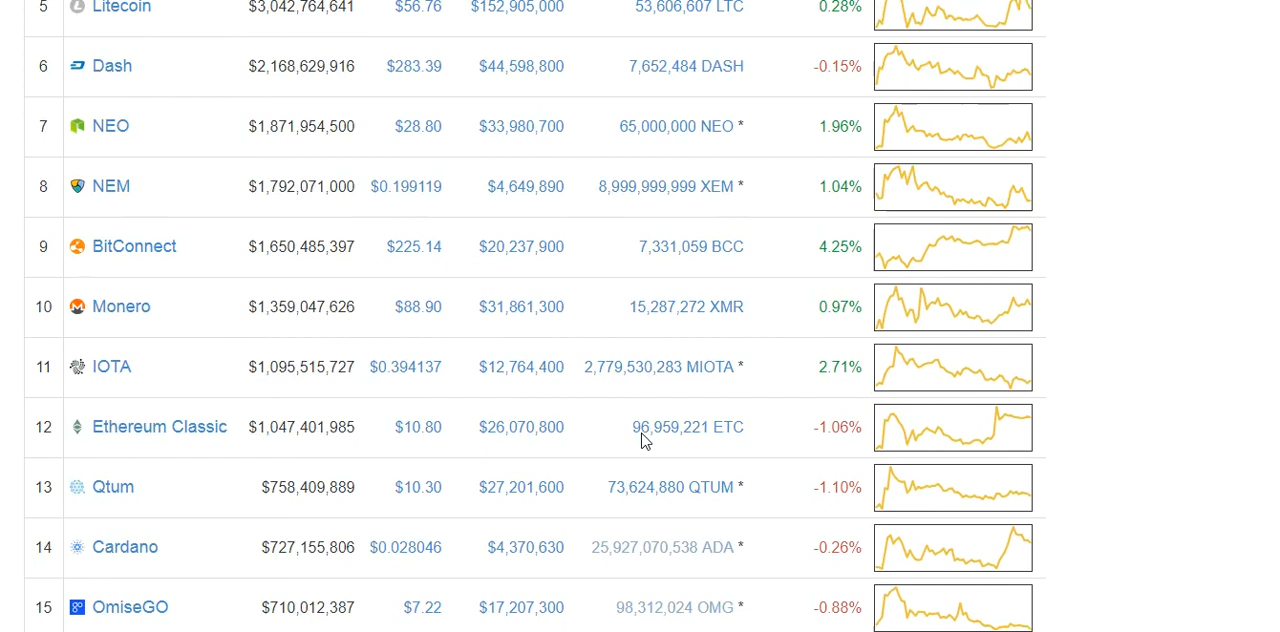 5 Litecoin $3,042,764,641 $56.76 $152,905,000 53,606,607 LTC 0.28%
6 Dash $2,168,629,916 $283.39 $44,598,800 7,652,484 DASH -0.15%
7 NEO $1,871,954,500 $28.80 $33,980,700 65,000,000 NEO * 1.96%
8 NEM $1,792,071,000 $0.199119 $4,649,890 8,999,999,999 XEM * 1.04%
9 BitConnect $1,650,485,397 $225.14 $20,237,900 7,331,059 BCC 4.25%
10 Monero $1,359,047,626 $88.90 $31,861,300 15,287,272 XMR 0.97%
11 IOTA $1,095,515,727 $0.394137 $12,764,400 2,779,530,283 MIOTA * 2.71%
12 Ethereum Classic $1,047,401,985 $10.80 $26,070,800 96,959,221 ETC -1.06%
13 Qtum $758,409,889 $10.30 $27,201,600 73,624,880 QTUM * -1.10%
14 Cardano $727,155,806 $0.028046 $4,370,630 25,927,070,538 ADA * -0.26%
15 OmiseGO $710,012,387 $7.22 $17,207,300 98,312,024 OMG * -0.88%